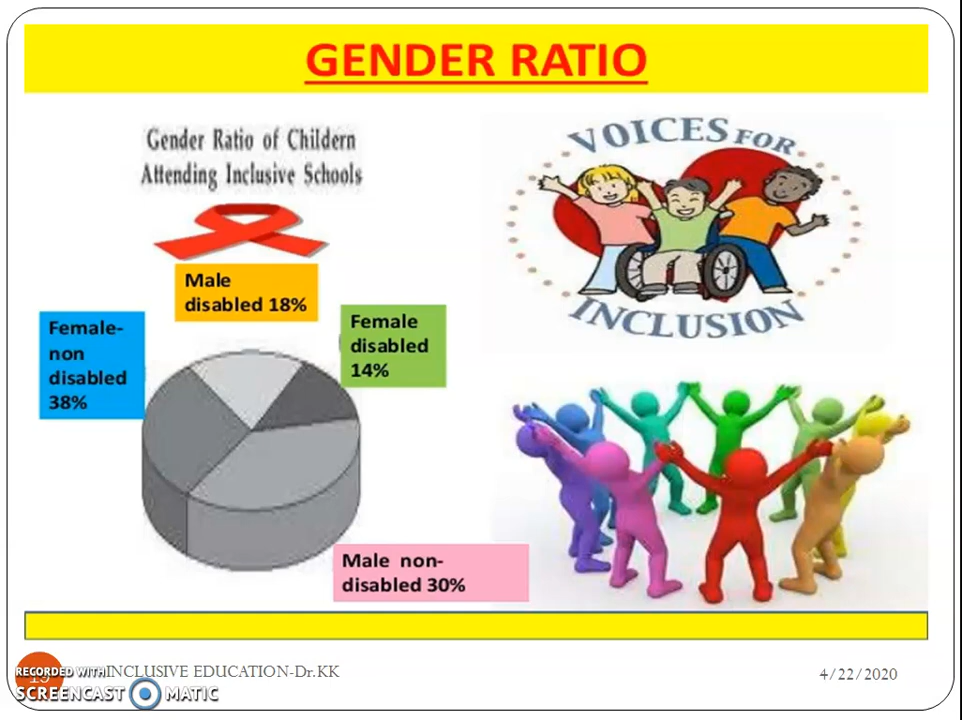 GENDER RATIO
Gender Ratio of Childern
Attending Inclusive Schools
Male
disabled 18%
Female
disabled
14%
Female-
non
disabled
38%
Male non-
disabled 30%
VOICES FOR
INCLUSION
INCLUSIVE EDUCATION-Dr.KK
4/22/2020
RECORDED WITH
SCREENCAST MATIC